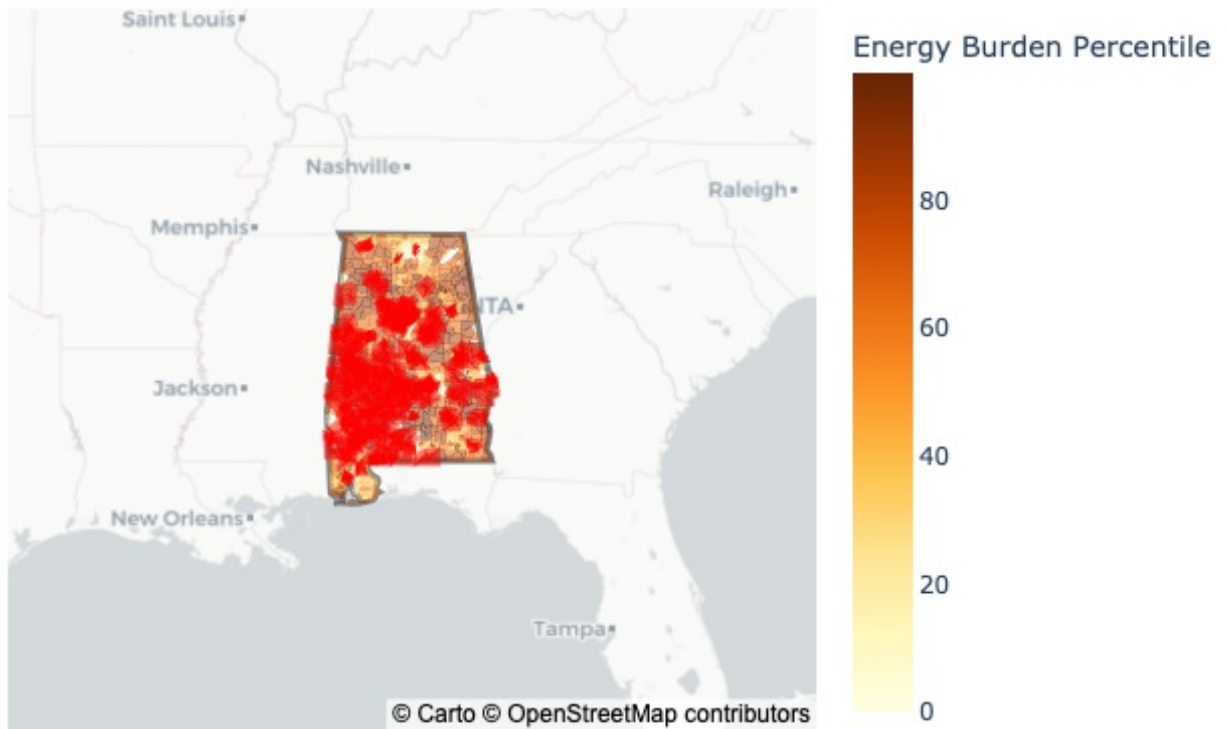 Saint Louis
Energy Burden Percentile
Nashville
Raleigh
80
Memphis
NTA
60
Jackson
40
New Orleans
20
Tampa
© Carto © OpenStreetMap contributors
0